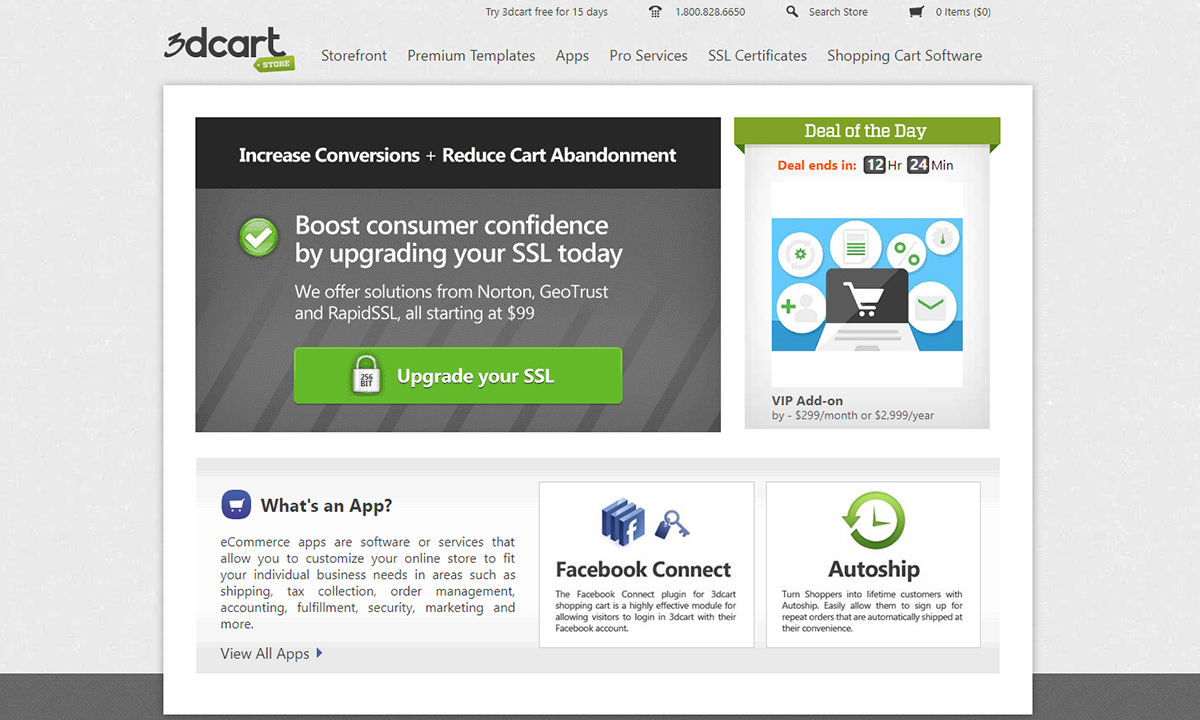 Try 3dcart free for 15 days
1.800.828.6650
Search Store
0 Items ($0)
3dcart
STORE
Storefront
Premium Templates
Apps
Pro Services
SSL Certificates
Shopping Cart Software
Increase Conversions + Reduce Cart Abandonment
Boost consumer confidence
by upgrading your SSL today
We offer solutions from Norton, GeoTrust
and RapidSSL, all starting at $99
256
BIT
Upgrade your SSL
Deal of the Day
Deal ends in: 12 Hr 24 Min
VIP Add-on
by - $299/month or $2,999/year
What's an App?
eCommerce apps are software or services that
allow you to customize your online store to fit
your individual business needs in areas such as
shipping, tax collection, order management,
accounting, fulfillment, security, marketing and
more.
View All Apps
Facebook Connect
The Facebook Connect plugin for 3dcart
shopping cart is a highly effective module for
allowing visitors to login in 3dcart with their
Facebook account.
Autoship
Turn Shoppers into lifetime customers with
Autoship. Easily allow them to sign up for
repeat orders that are automatically shipped at
their convenience.